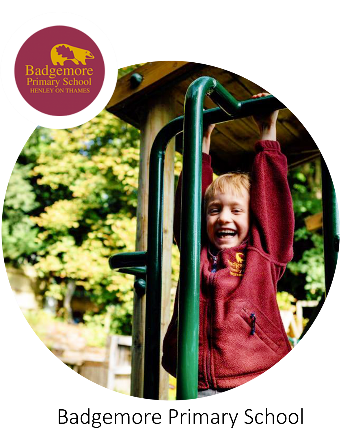 Badgemore
Primary School
HENLEY ON THAMES
Badgemore Primary School